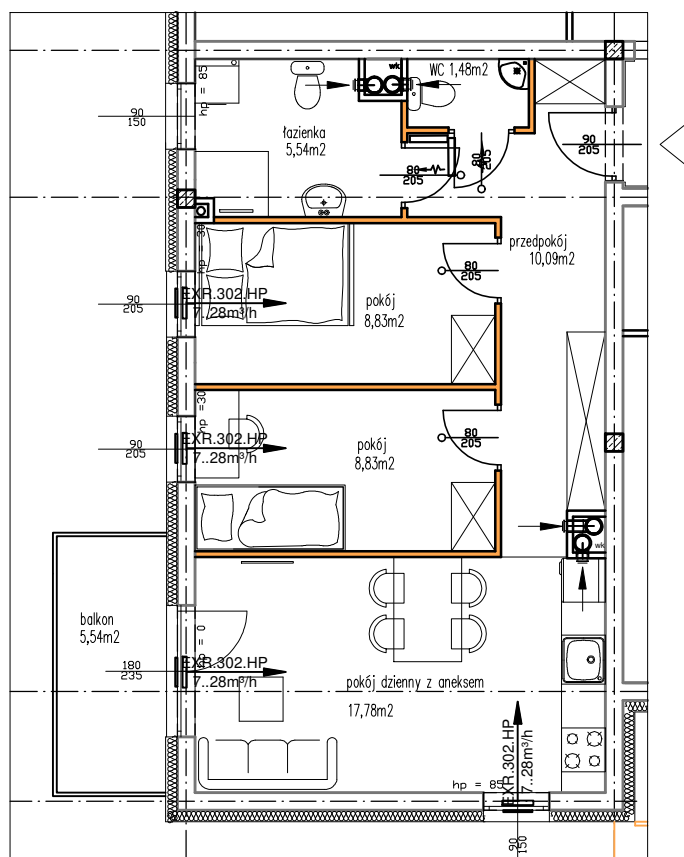 hp = 85
wk
WC 1,48m2
90
150
łazienka
5,54m2
80
205
80
205
90
205
hp = 30
przedpokój
10,09m2
80
205
EXR.302.HP
7..28m³/h
90
205
pokój
8,83m2
hp =30
EXR.302.HP
7..28m³/h
90
205
pokój
8,83m2
80
205
wk
balkon
5,54m2
hp = 0
180
235
EXR.302.HP
7..28m³/h
pokój dzienny z aneksem
17,78m2
EXR.302.HP
7..28m³/h
hp = 85
90
150